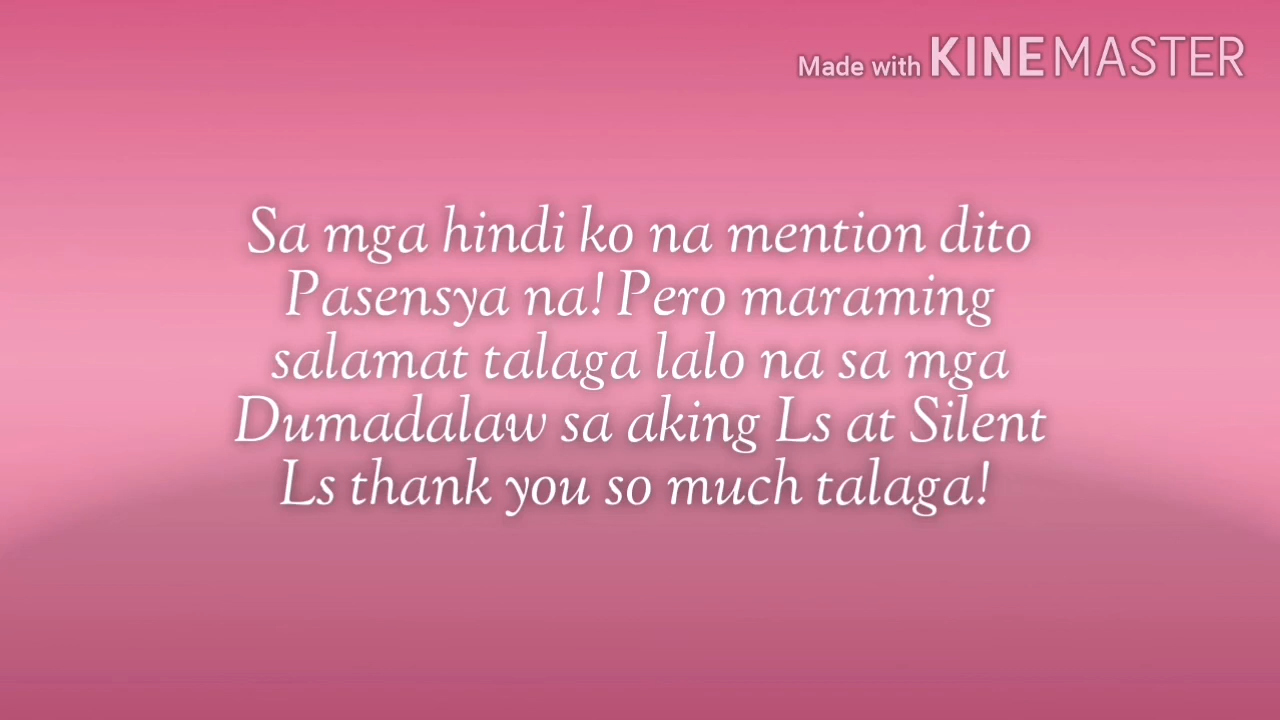 Made with KINEMASTER
Sa mga hindi ko na mention dito
Pasensya na! Pero maraming
salamat talaga lalo na sa mga
Dumadalaw sa aking Ls at Silent
Ls thank you so much talaga!